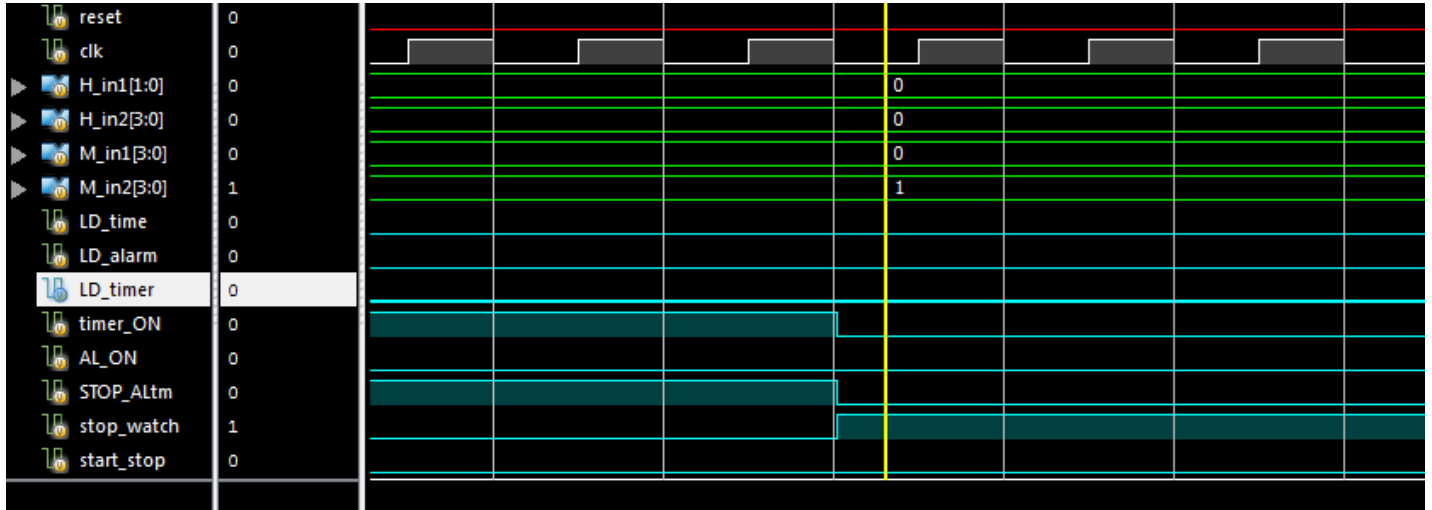 reset 0
clk 0
H_in1[1:0] 0 0
H_in2[3:0] 0 0
M_in1[3:0] 0 0
M_in2[3:0] 1 1
LD_time 0
LD_alarm 0
LD_timer 0
timer_ON 0
AL_ON 0
STOP_ALtm 0
stop_watch 1
start_stop 0